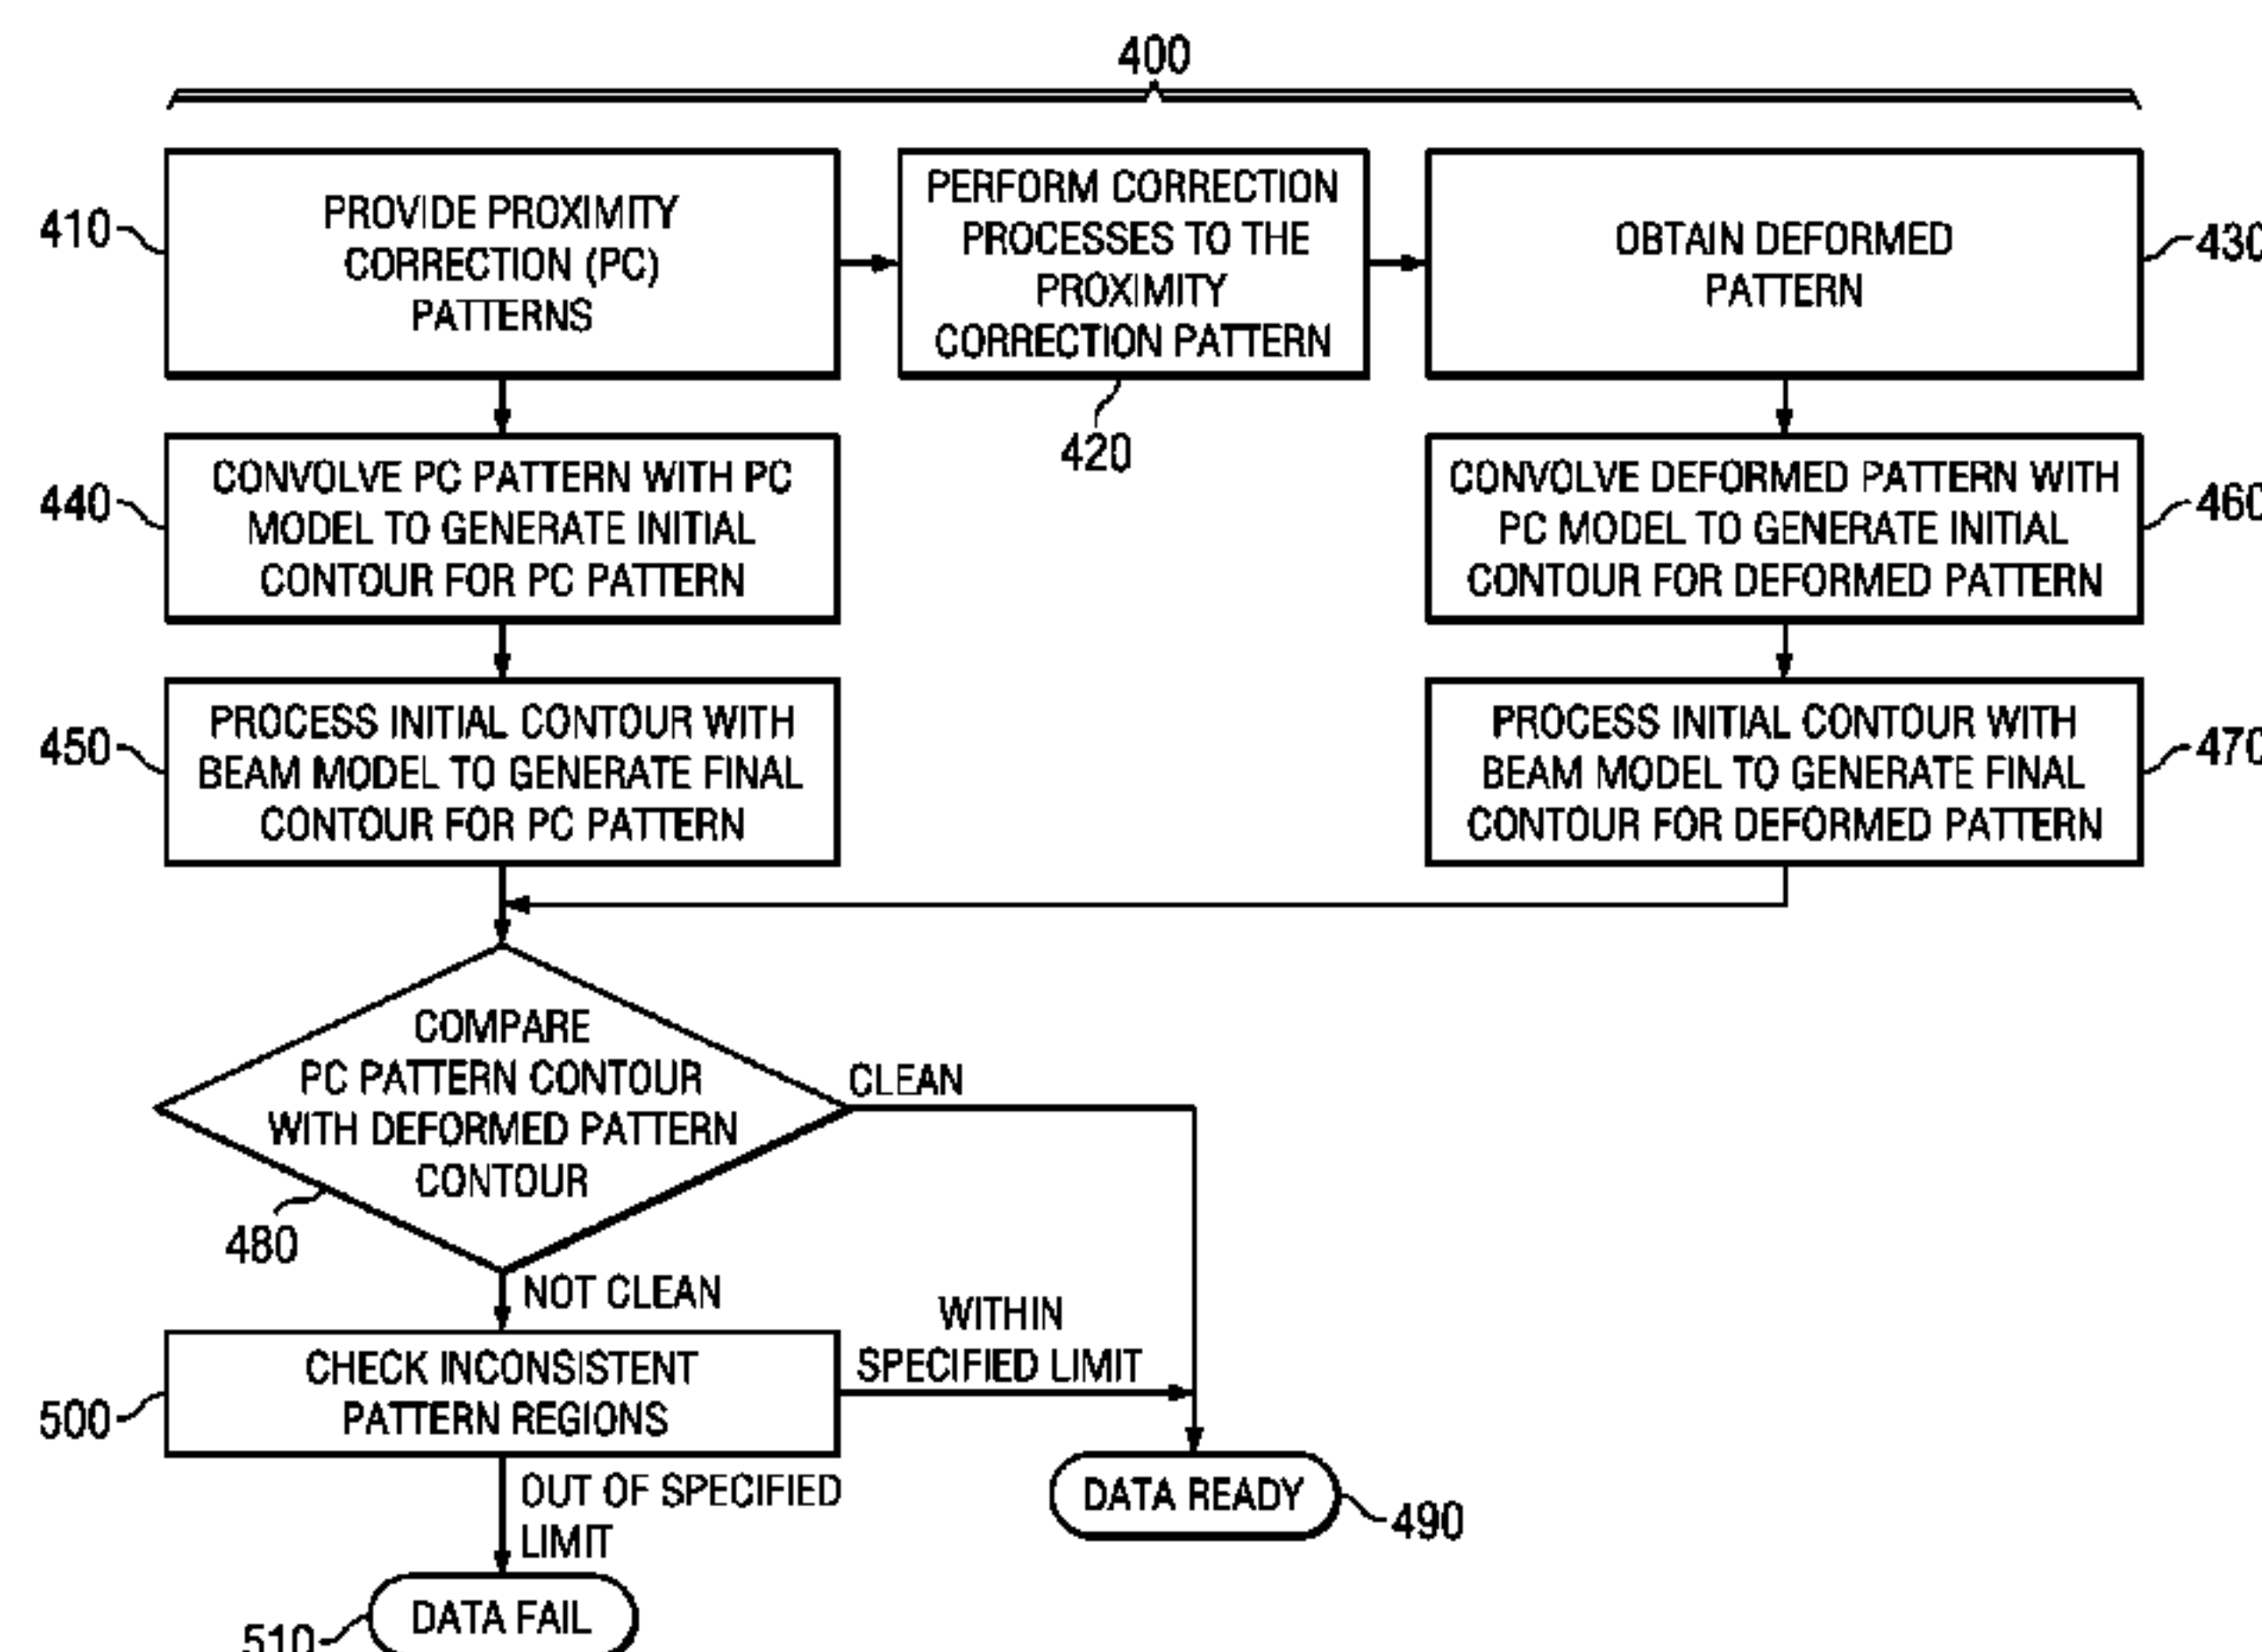 400
410
PROVIDE PROXIMITY
CORRECTION (PC)
PATTERNS
PERFORM CORRECTION
PROCESSES TO THE
PROXIMITY
CORRECTION PATTERN
420
OBTAIN DEFORMED
PATTERN
430
440
CONVOLVE PC PATTERN WITH PC
MODEL TO GENERATE INITIAL
CONTOUR FOR PC PATTERN
CONVOLVE DEFORMED PATTERN WITH
PC MODEL TO GENERATE INITIAL
CONTOUR FOR DEFORMED PATTERN
460
450
PROCESS INITIAL CONTOUR WITH
BEAM MODEL TO GENERATE FINAL
CONTOUR FOR PC PATTERN
PROCESS INITIAL CONTOUR WITH
BEAM MODEL TO GENERATE FINAL
CONTOUR FOR DEFORMED PATTERN
470
COMPARE
PC PATTERN CONTOUR
WITH DEFORMED PATTERN
CONTOUR
480
CLEAN
NOT CLEAN
500
CHECK INCONSISTENT
PATTERN REGIONS
WITHIN
SPECIFIED LIMIT
OUT OF SPECIFIED
LIMIT
DATA READY
490
DATA FAIL
510